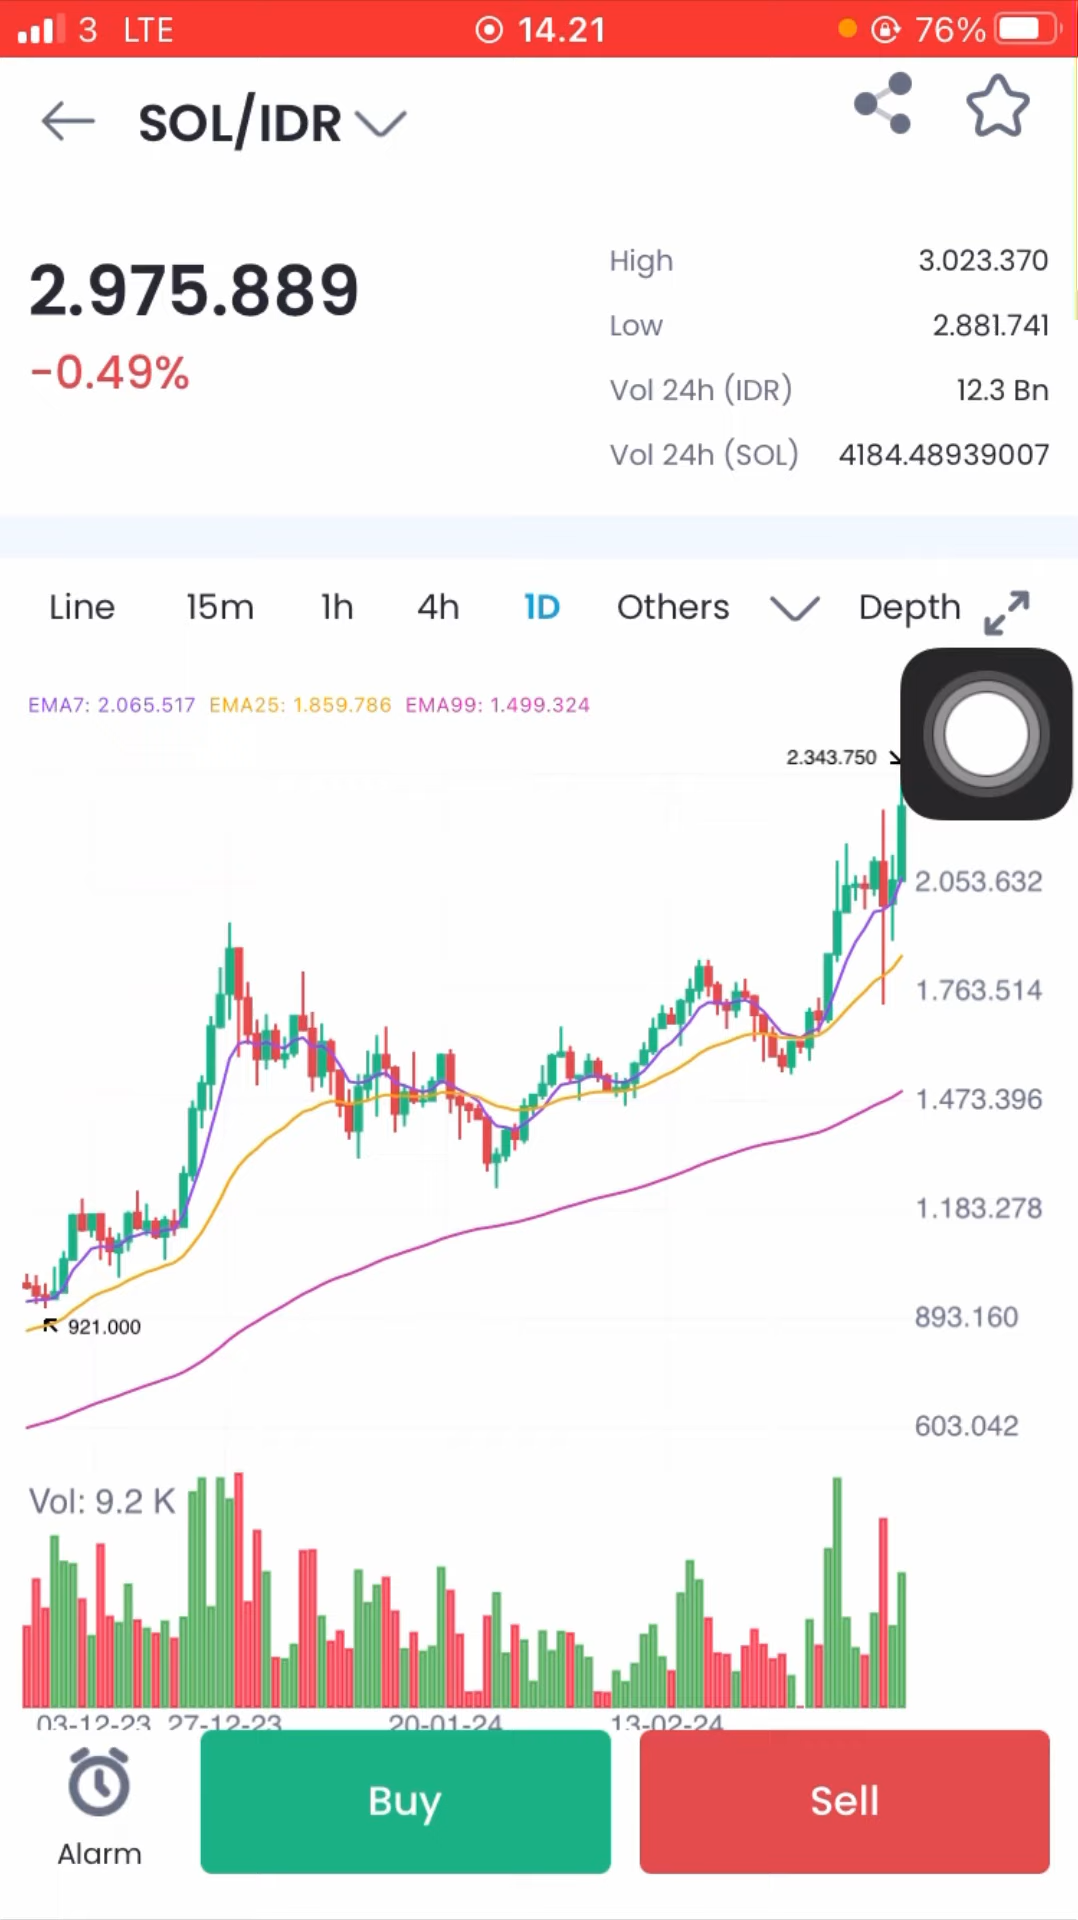 3 LTE 14.21 76%
SOL/IDR
2.975.889
-0.49%
High 3.023.370
Low 2.881.741
Vol 24h (IDR) 12.3 Bn
Vol 24h (SOL) 4184.48939007
Line 15m 1h 4h 1D Others Depth
EMA7: 2.065.517 EMA25: 1.859.786 EMA99: 1.499.324
2.343.750
2.053.632
1.763.514
1.473.396
1.183.278
921.000
893.160
603.042
Vol: 9.2 K
03-12-23 27-12-23 20-01-24 13-02-24
Alarm
Buy
Sell